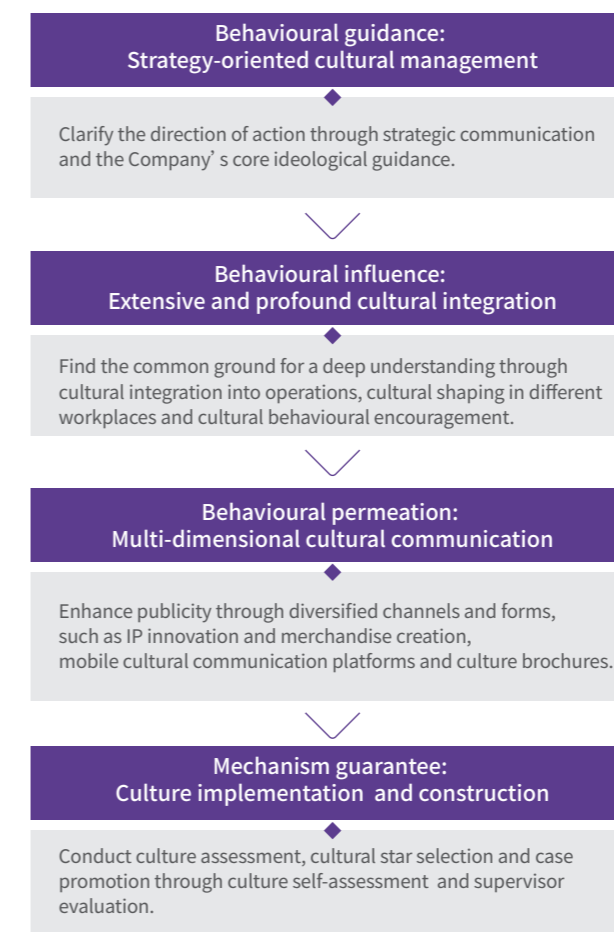 Behavioural guidance:
Strategy-oriented cultural management
Clarify the direction of action through strategic communication
and the Company’ s core ideological guidance.
Behavioural influence:
Extensive and profound cultural integration
Find the common ground for a deep understanding through
cultural integration into operations, cultural shaping in different
workplaces and cultural behavioural encouragement.
Behavioural permeation:
Multi-dimensional cultural communication
Enhance publicity through diversified channels and forms,
such as IP innovation and merchandise creation,
mobile cultural communication platforms and culture brochures.
Mechanism guarantee:
Culture implementation and construction
Conduct culture assessment, cultural star selection and case
promotion through culture self-assessment and supervisor
evaluation.